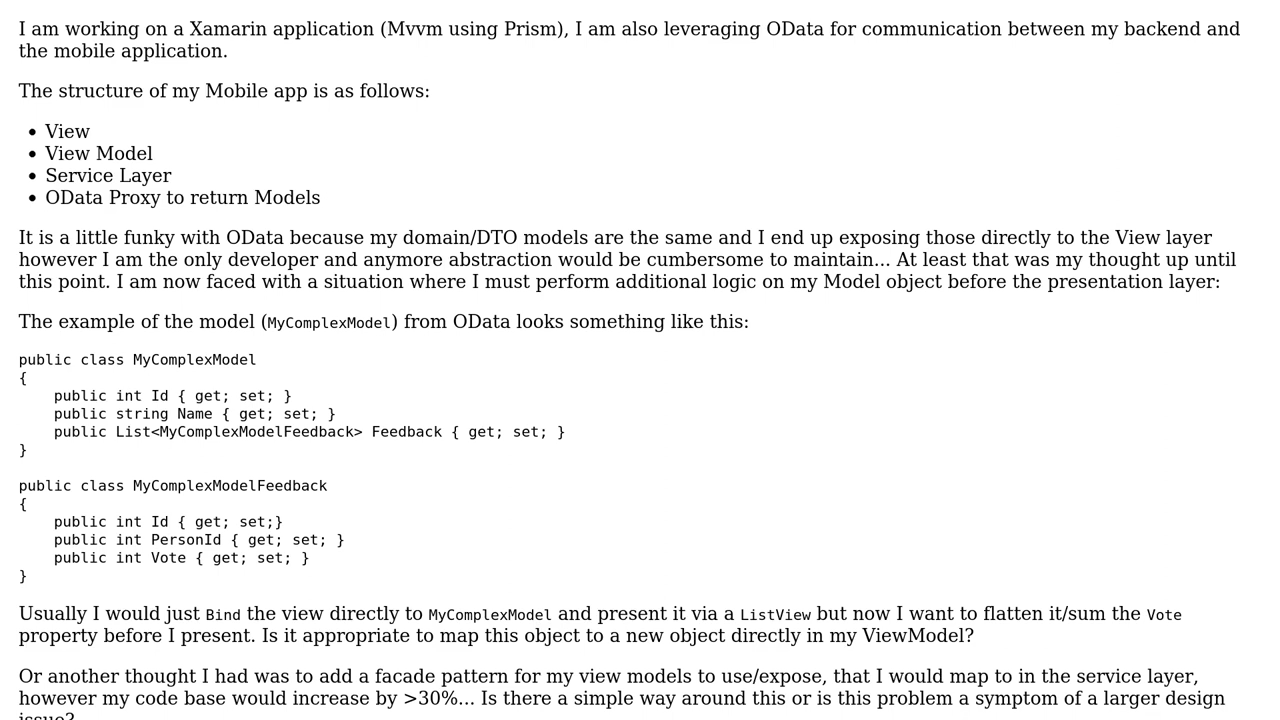 I am working on a Xamarin application (Mvvm using Prism), I am also leveraging OData for communication between my backend and
the mobile application.
The structure of my Mobile app is as follows:
• View
• View Model
• Service Layer
• OData Proxy to return Models
It is a little funky with OData because my domain/DTO models are the same and I end up exposing those directly to the View layer
however I am the only developer and anymore abstraction would be cumbersome to maintain... At least that was my thought up until
this point. I am now faced with a situation where I must perform additional logic on my Model object before the presentation layer:
The example of the model (MyComplexModel) from OData looks something like this:
public class MyComplexModel
{
    public int Id { get; set; }
    public string Name { get; set; }
    public List<MyComplexModelFeedback> Feedback { get; set; }
}
public class MyComplexModelFeedback
{
    public int Id { get; set;}
    public int PersonId { get; set; }
    public int Vote { get; set; }
}
Usually I would just Bind the view directly to MyComplexModel and present it via a ListView but now I want to flatten it/sum the Vote
property before I present. Is it appropriate to map this object to a new object directly in my ViewModel?
Or another thought I had was to add a facade pattern for my view models to use/expose, that I would map to in the service layer,
however my code base would increase by >30%... Is there a simple way around this or is this problem a symptom of a larger design
issue?